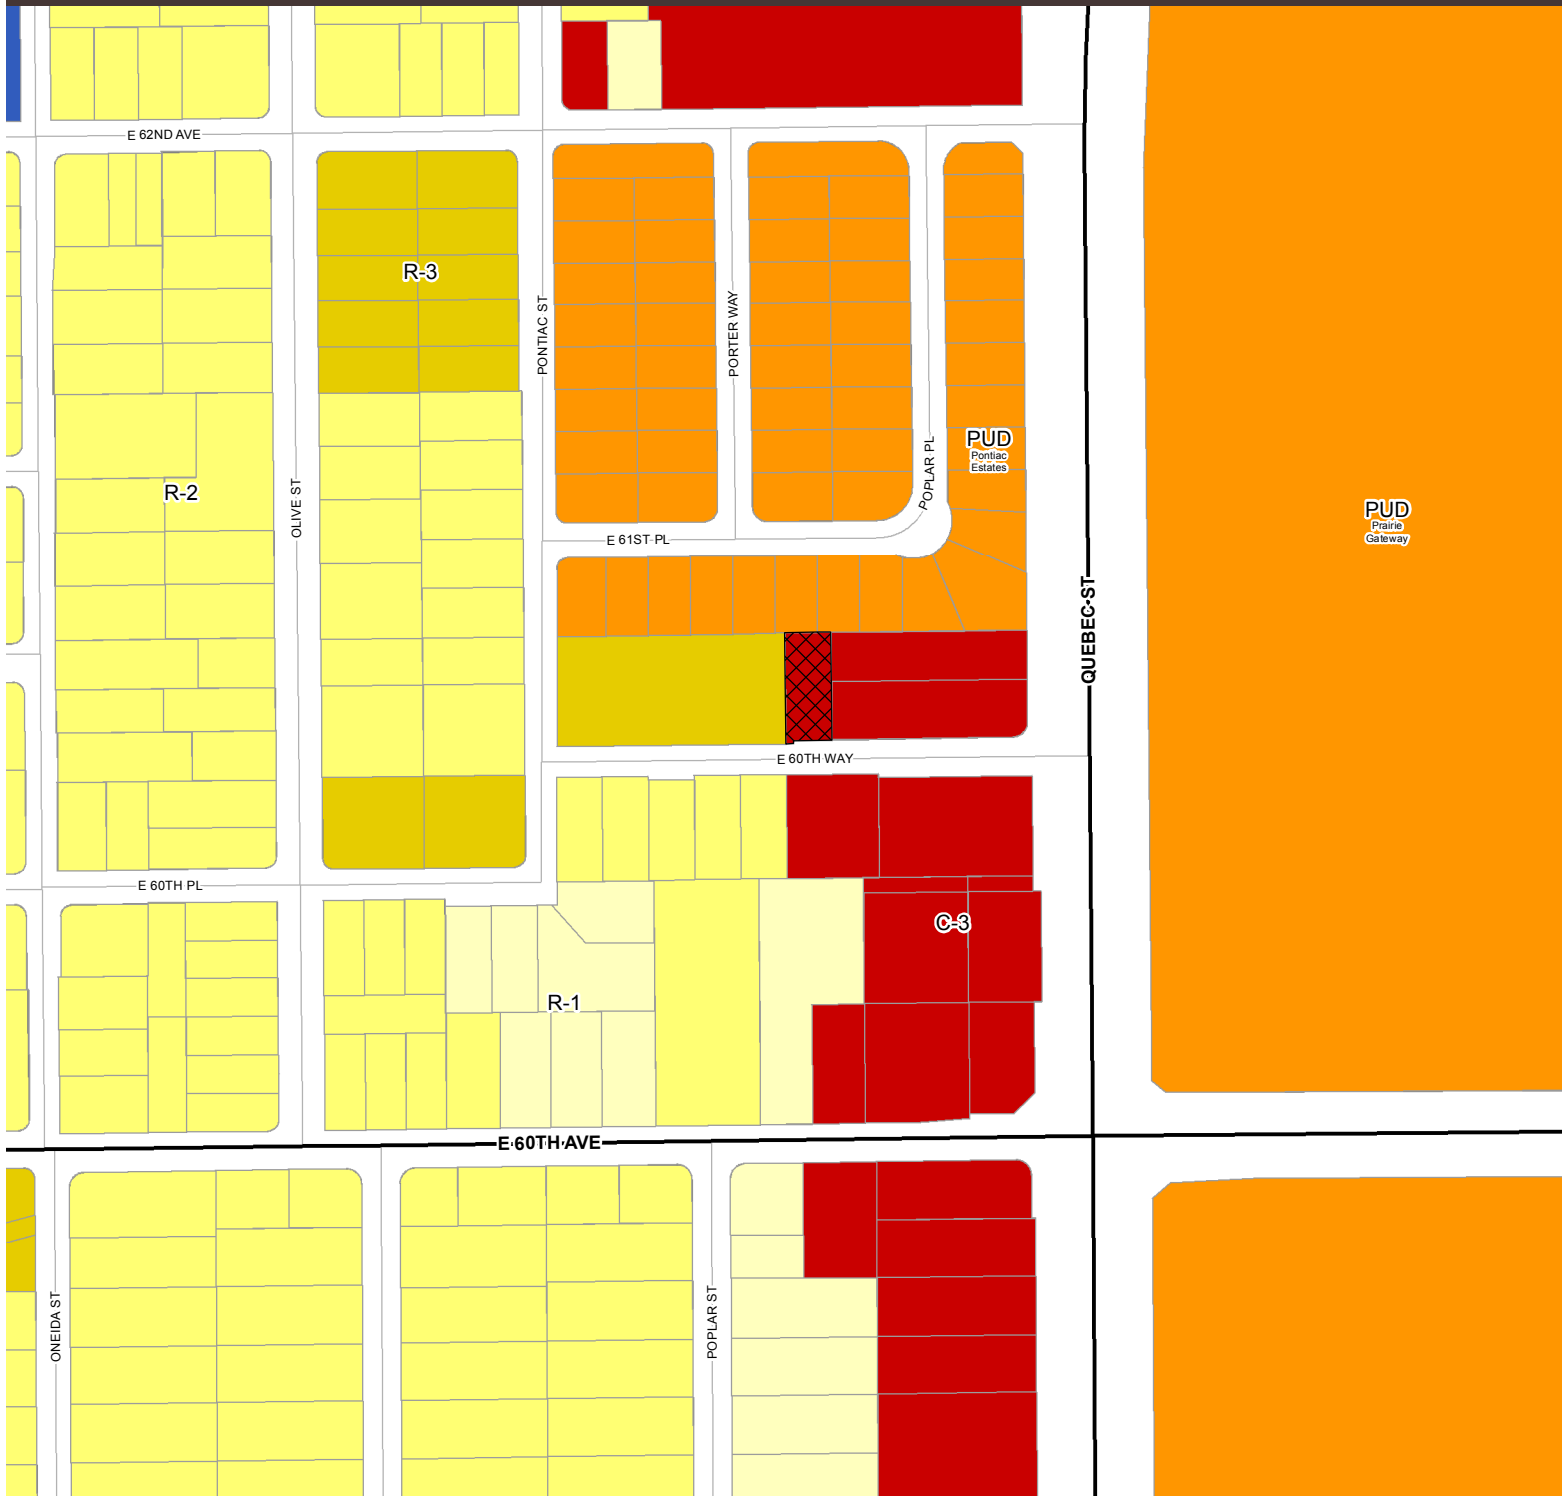 E 62ND AVE
R-3
PONTIAC ST
PORTER WAY
POPLAR PL
PUD
Pontiac
Estates
R-2
OLIVE ST
PUD
Prairie
Gateway
E 61ST PL
QUEBEC ST
E 60TH WAY
E 60TH PL
C-3
R-1
E 60TH AVE
ONEIDA ST
POPLAR ST